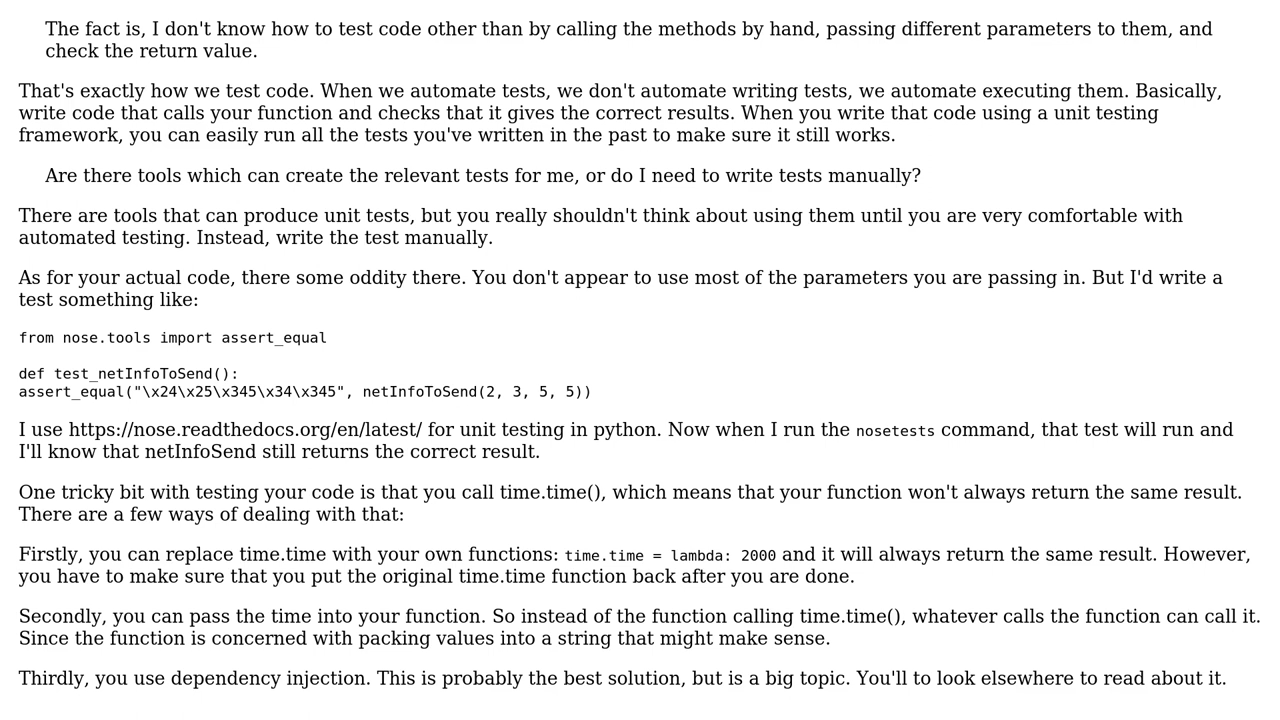 The fact is, I don't know how to test code other than by calling the methods by hand, passing different parameters to them, and
check the return value.
That's exactly how we test code. When we automate tests, we don't automate writing tests, we automate executing them. Basically,
write code that calls your function and checks that it gives the correct results. When you write that code using a unit testing
framework, you can easily run all the tests you've written in the past to make sure it still works.
Are there tools which can create the relevant tests for me, or do I need to write tests manually?
There are tools that can produce unit tests, but you really shouldn't think about using them until you are very comfortable with
automated testing. Instead, write the test manually.
As for your actual code, there some oddity there. You don't appear to use most of the parameters you are passing in. But I'd write a
test something like:
from nose.tools import assert_equal
def test_netInfoToSend():
assert_equal("\x24\x25\x345\x34\x345", netInfoToSend(2, 3, 5, 5))
I use https://nose.readthedocs.org/en/latest/ for unit testing in python. Now when I run the nosetests command, that test will run and
I'll know that netInfoSend still returns the correct result.
One tricky bit with testing your code is that you call time.time(), which means that your function won't always return the same result.
There are a few ways of dealing with that:
Firstly, you can replace time.time with your own functions: time.time = lambda: 2000 and it will always return the same result. However,
you have to make sure that you put the original time.time function back after you are done.
Secondly, you can pass the time into your function. So instead of the function calling time.time(), whatever calls the function can call it.
Since the function is concerned with packing values into a string that might make sense.
Thirdly, you use dependency injection. This is probably the best solution, but is a big topic. You'll to look elsewhere to read about it.